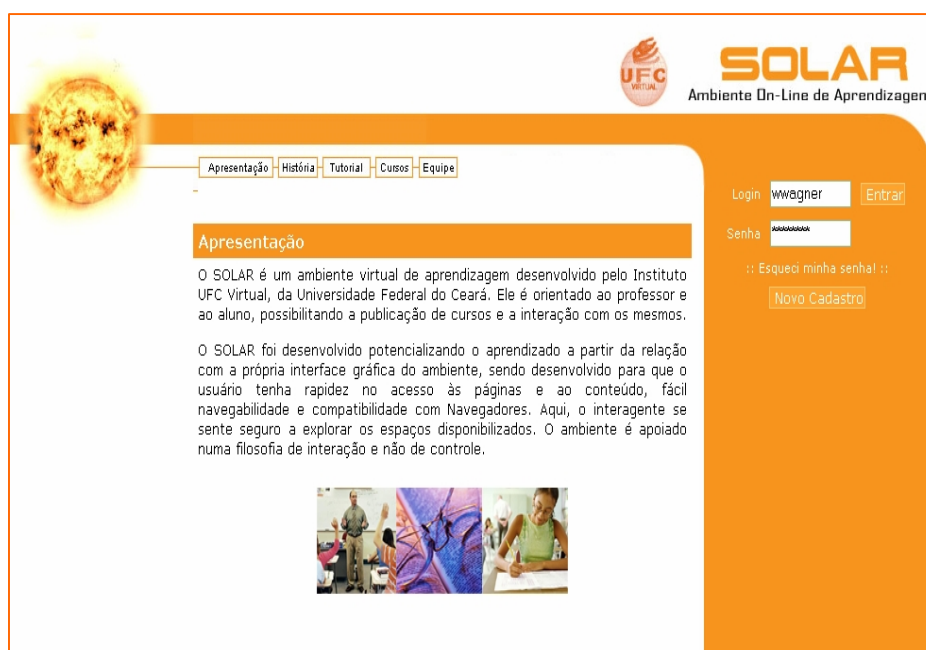 UFC
VIRTUAL
SOLAR
Ambiente On-Line de Aprendizagem
Apresentação História Tutorial Cursos Equipe
Login wwagner Entrar
Senha *********
:: Esqueci minha senha! ::
Novo Cadastro
Apresentação
O SOLAR é um ambiente virtual de aprendizagem desenvolvido pelo Instituto
UFC Virtual, da Universidade Federal do Ceará. Ele é orientado ao professor e
ao aluno, possibilitando a publicação de cursos e a interação com os mesmos.
O SOLAR foi desenvolvido potencializando o aprendizado a partir da relação
com a própria interface gráfica do ambiente, sendo desenvolvido para que o
usuário tenha rapidez no acesso às páginas e ao conteúdo, fácil
navegabilidade e compatibilidade com Navegadores. Aqui, o interagente se
sente seguro a explorar os espaços disponibilizados. O ambiente é apoiado
numa filosofia de interação e não de controle.